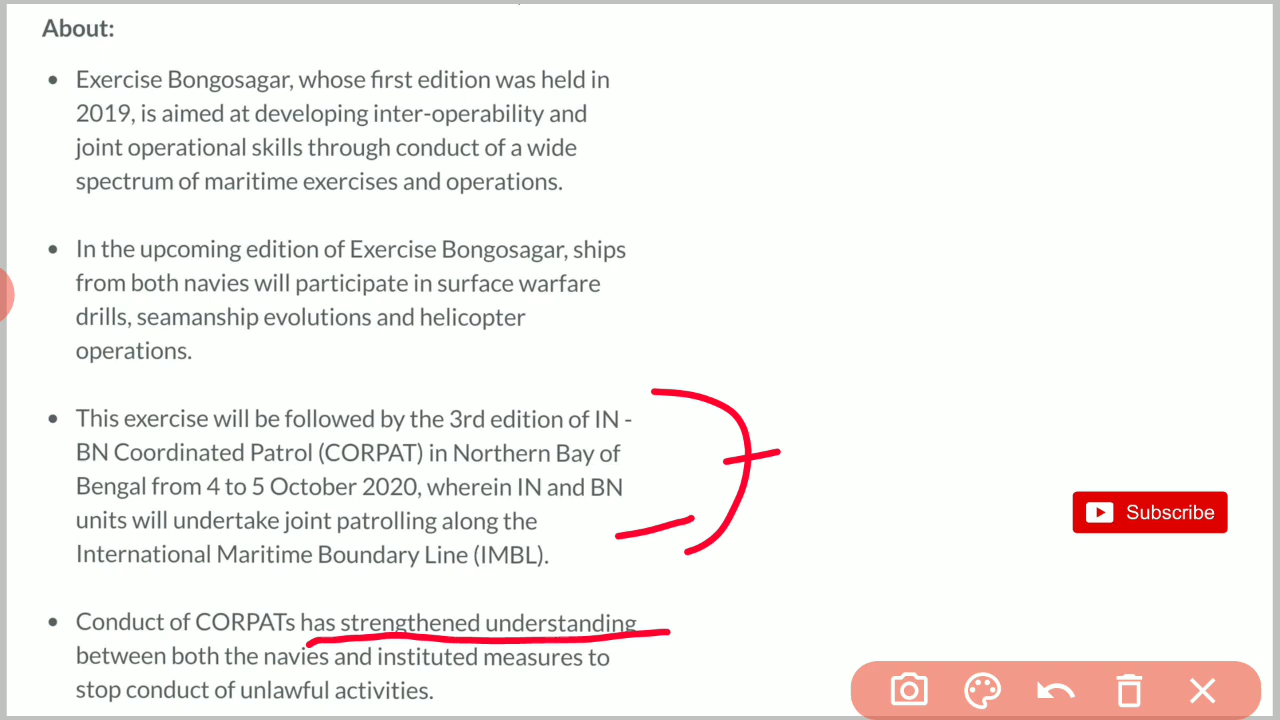 About:
• Exercise Bongosagar, whose first edition was held in
2019, is aimed at developing inter-operability and
joint operational skills through conduct of a wide
spectrum of maritime exercises and operations.
• In the upcoming edition of Exercise Bongosagar, ships
from both navies will participate in surface warfare
drills, seamanship evolutions and helicopter
operations.
• This exercise will be followed by the 3rd edition of IN -
BN Coordinated Patrol (CORPAT) in Northern Bay of
Bengal from 4 to 5 October 2020, wherein IN and BN
units will undertake joint patrolling along the
International Maritime Boundary Line (IMBL).
Subscribe
• Conduct of CORPATs has strengthened understanding
between both the navies and instituted measures to
stop conduct of unlawful activities.